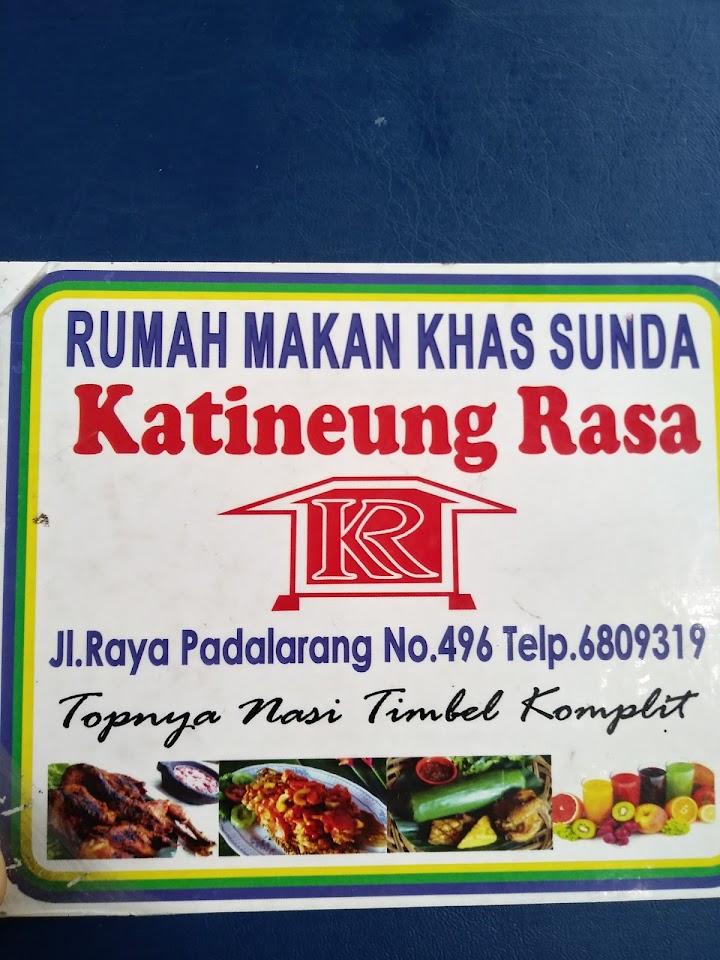 RUMAH MAKAN KHAS SUNDA
Katineung Rasa
KR
Jl.Raya Padalarang No.496 Telp.6809319
Topnya Nasi Timbel Komplit